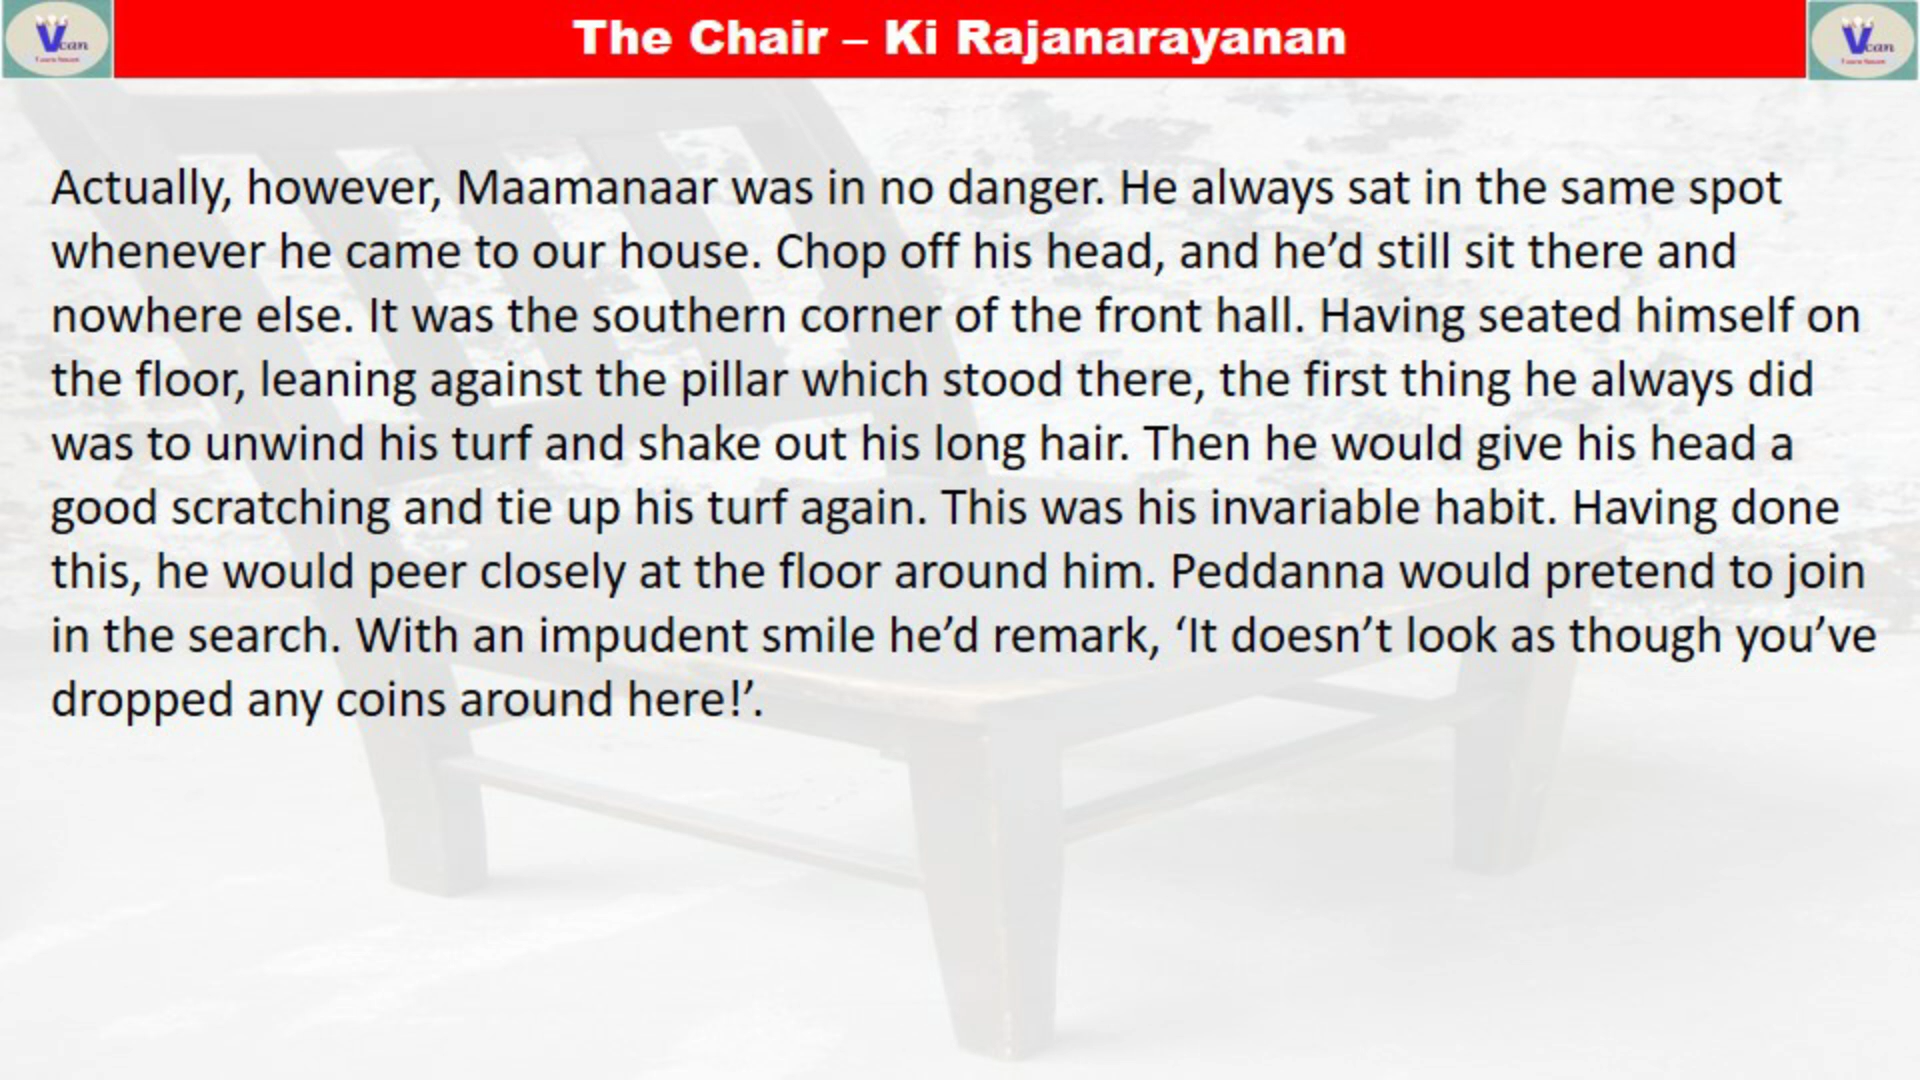 The Chair – Ki Rajanarayanan
Vcan
Vcan
Actually, however, Maamanaar was in no danger. He always sat in the same spot
whenever he came to our house. Chop off his head, and he’d still sit there and
nowhere else. It was the southern corner of the front hall. Having seated himself on
the floor, leaning against the pillar which stood there, the first thing he always did
was to unwind his turf and shake out his long hair. Then he would give his head a
good scratching and tie up his turf again. This was his invariable habit. Having done
this, he would peer closely at the floor around him. Peddanna would pretend to join
in the search. With an impudent smile he’d remark, ‘It doesn’t look as though you’ve
dropped any coins around here!’.